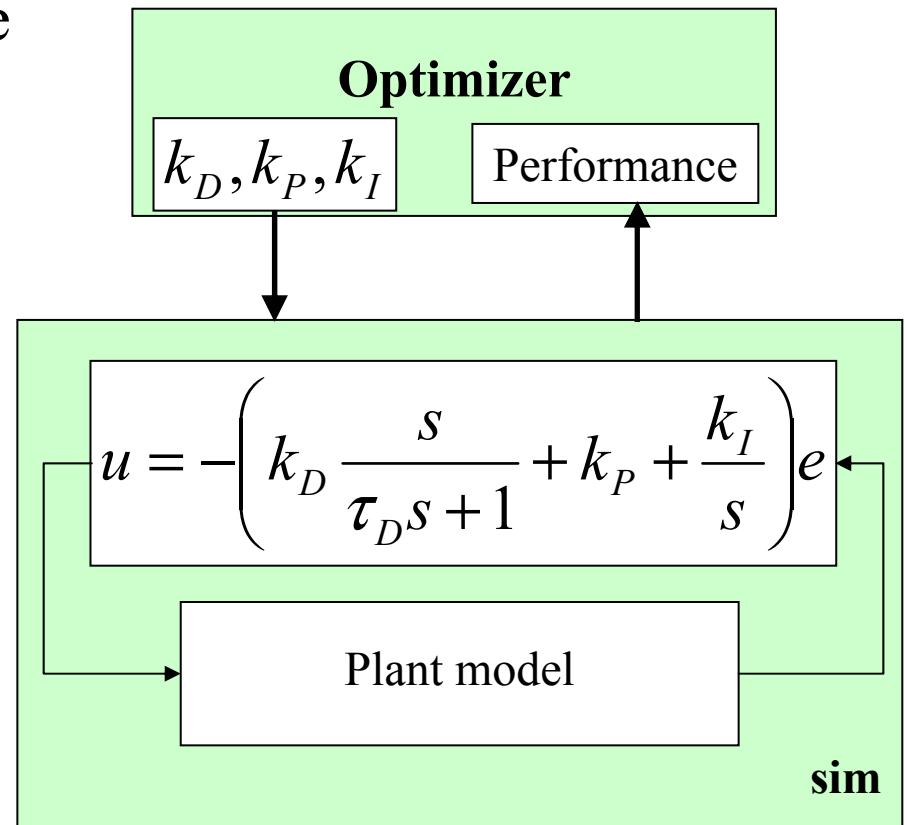 e
Optimizer
k_D, k_P, k_I
Performance
u = -( k_D s/(τ_D s + 1) + k_P + k_I/s ) e
Plant model
sim